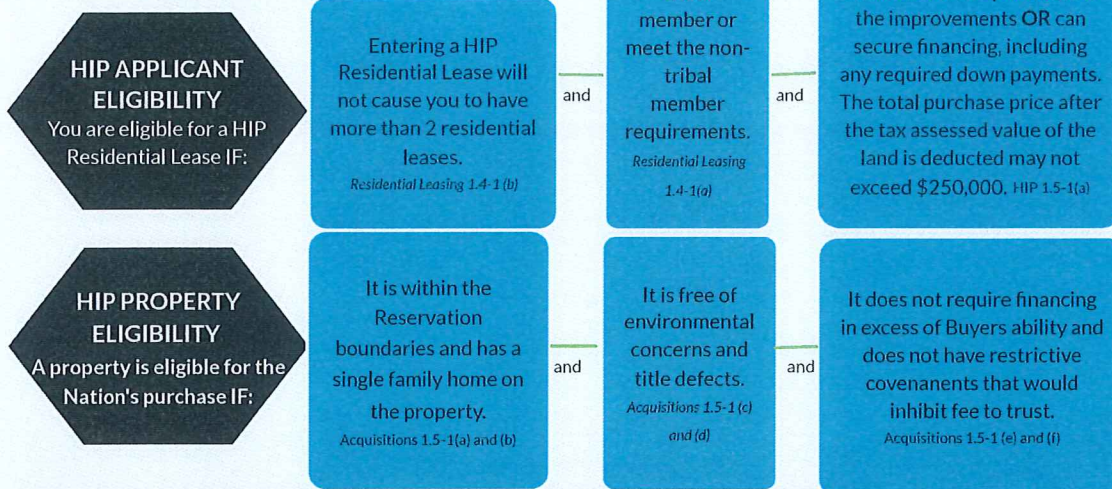 HIP APPLICANT
ELIGIBILITY
You are eligible for a HIP
Residential Lease IF:
Entering a HIP
Residential Lease will
not cause you to have
more than 2 residential
leases.
Residential Leasing 1.4-1 (b)
and
member or
meet the non-
tribal
member
requirements.
Residential Leasing
1.4-1(a)
and
the improvements OR can
secure financing, including
any required down payments.
The total purchase price after
the tax assessed value of the
land is deducted may not
exceed $250,000. HIP 1.5-1(a)
HIP PROPERTY
ELIGIBILITY
A property is eligible for the
Nation's purchase IF:
It is within the
Reservation
boundaries and has a
single family home on
the property.
Acquisitions 1.5-1(a) and (b)
and
It is free of
environmental
concerns and
title defects.
Acquisitions 1.5-1 (c)
and (d)
and
It does not require financing
in excess of Buyers ability and
does not have restrictive
covenanents that would
inhibit fee to trust.
Acquisitions 1.5-1 (e) and (f)